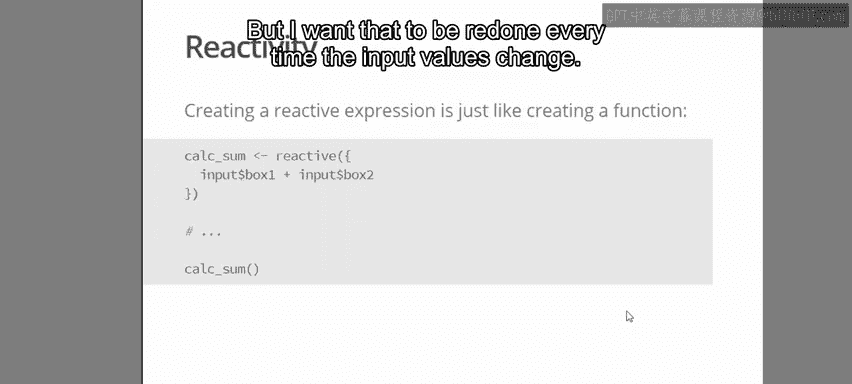 But I want that to be redone every
time the input values change.
Reactivity
Creating a reactive expression is just like creating a function:
calc_sum <- reactive({
  input$box1 + input$box2
})
# ...
calc_sum()